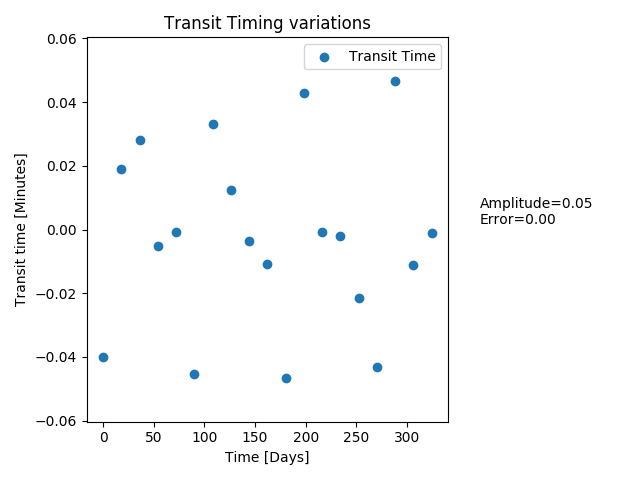 Transit Timing variations
Transit Time
Transit time [Minutes]
0.06
0.04
0.02
0.00
−0.02
−0.04
−0.06
Amplitude=0.05
Error=0.00
0 50 100 150 200 250 300
Time [Days]